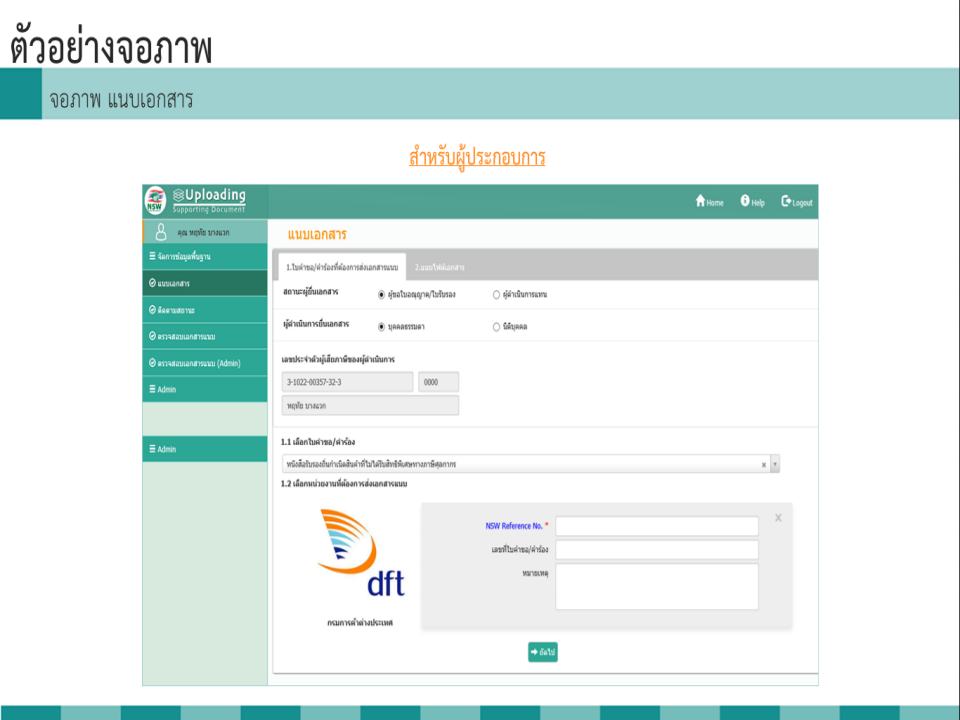 ตัวอย่างจอภาพ
จอภาพ แนบเอกสาร
สำหรับผู้ประกอบการ
NSW
Uploading
Supporting Document
Home
Help
Logout
คุณ หฤทัย บางแวก
จัดการข้อมูลพื้นฐาน
แนบเอกสาร
ติดตามสถานะ
ตรวจสอบเอกสารแนบ
ตรวจสอบเอกสารแนบ (Admin)
Admin
Admin
แนบเอกสาร
1.ใบคำขอ/คำร้องที่ต้องการส่งเอกสารแนบ
2.แนบไฟล์เอกสาร
สถานะผู้ยื่นเอกสาร
ผู้ขอใบอนุญาต/ใบรับรอง
ผู้ดำเนินการแทน
ผู้ดำเนินการยื่นเอกสาร
บุคคลธรรมดา
นิติบุคคล
เลขประจำตัวผู้เสียภาษีของผู้ดำเนินการ
3-1022-00357-32-3
0000
หฤทัย บางแวก
1.1 เลือกใบคำขอ/คำร้อง
หนังสือรับรองถิ่นกำเนิดสินค้าที่ไม่ได้รับสิทธิพิเศษทางภาษีศุลกากร
x
1.2 เลือกหน่วยงานที่ต้องการส่งเอกสารแนบ
dft
กรมการค้าต่างประเทศ
X
NSW Reference No. *
เลขที่ใบคำขอ/คำร้อง
หมายเหตุ
ถัดไป